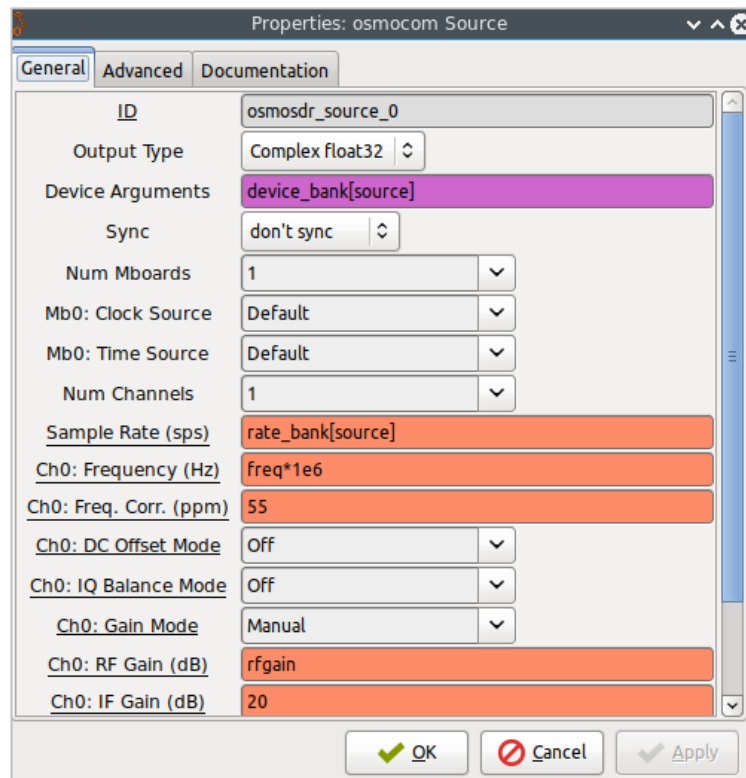 Properties: osmocom Source
General Advanced Documentation
ID osmosdr_source_0
Output Type Complex float32
Device Arguments device_bank[source]
Sync don't sync
Num Mboards 1
Mb0: Clock Source Default
Mb0: Time Source Default
Num Channels 1
Sample Rate (sps) rate_bank[source]
Ch0: Frequency (Hz) freq*1e6
Ch0: Freq. Corr. (ppm) 55
Ch0: DC Offset Mode Off
Ch0: IQ Balance Mode Off
Ch0: Gain Mode Manual
Ch0: RF Gain (dB) rfgain
Ch0: IF Gain (dB) 20
OK Cancel Apply